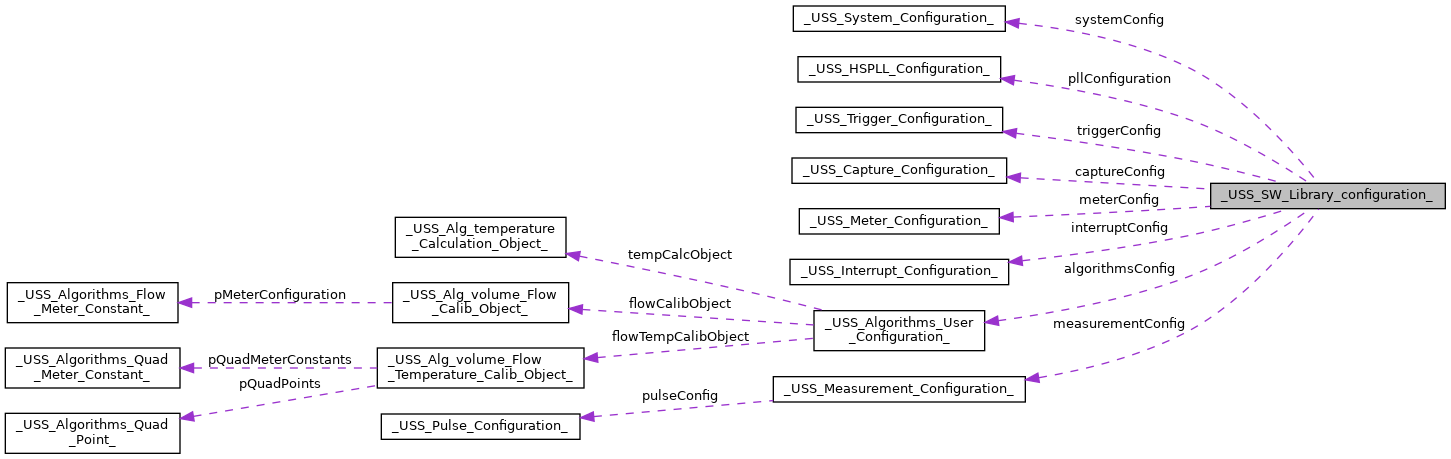 _USS_System_Configuration_
systemConfig
_USS_HSPLL_Configuration_
pllConfiguration
_USS_Trigger_Configuration_
triggerConfig
_USS_Capture_Configuration_
captureConfig
_USS_SW_Library_configuration_
_USS_Meter_Configuration_
meterConfig
_USS_Interrupt_Configuration_
interruptConfig
_USS_Alg_temperature
_Calculation_Object_
tempCalcObject
algorithmsConfig
_USS_Algorithms_Flow
_Meter_Constant_
pMeterConfiguration
_USS_Alg_volume_Flow
_Calib_Object_
flowCalibObject
_USS_Algorithms_User
_Configuration_
measurementConfig
flowTempCalibObject
_USS_Algorithms_Quad
_Meter_Constant_
pQuadMeterConstants
_USS_Alg_volume_Flow
_Temperature_Calib_Object_
pQuadPoints
_USS_Measurement_Configuration_
pulseConfig
_USS_Algorithms_Quad
_Point_
_USS_Pulse_Configuration_